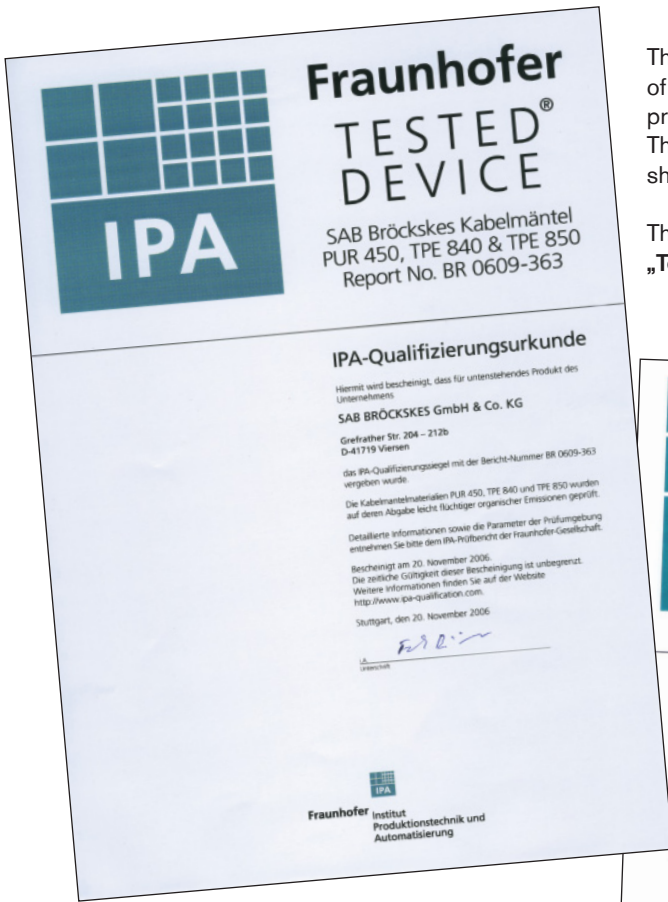 IPA
Fraunhofer
TESTED®
DEVICE
SAB Bröckskes Kabelmäntel
PUR 450, TPE 840 & TPE 850
Report No. BR 0609-363
IPA-Qualifizierungsurkunde
Hiermit wird bescheinigt, dass für untenstehendes Produkt des
Unternehmens
SAB BRÖCKSKES GmbH & Co. KG
Grefrather Str. 204 – 212b
D-41719 Viersen
das IPA-Qualifizierungssiegel mit der Bericht-Nummer BR 0609-363
vergeben wurde.
Die Kabelmantelmaterialien PUR 450, TPE 840 und TPE 850 wurden
auf deren Abgabe leicht flüchtiger organischer Emissionen geprüft.
Detaillierte Informationen sowie die Parameter der Prüfumgebung
entnehmen Sie bitte dem IPA-Prüfbericht der Fraunhofer-Gesellschaft.
Bescheinigt am 20. November 2006.
Die zeitliche Gültigkeit dieser Bescheinigung ist unbegrenzt.
Weitere Informationen finden Sie auf der Website
http://www.ipa-qualification.com.
Stuttgart, den 20. November 2006
i.A.
Unterschrift
IPA
Fraunhofer Institut
Produktionstechnik und
Automatisierung
Th
of
pr
Th
sh
Th
„T